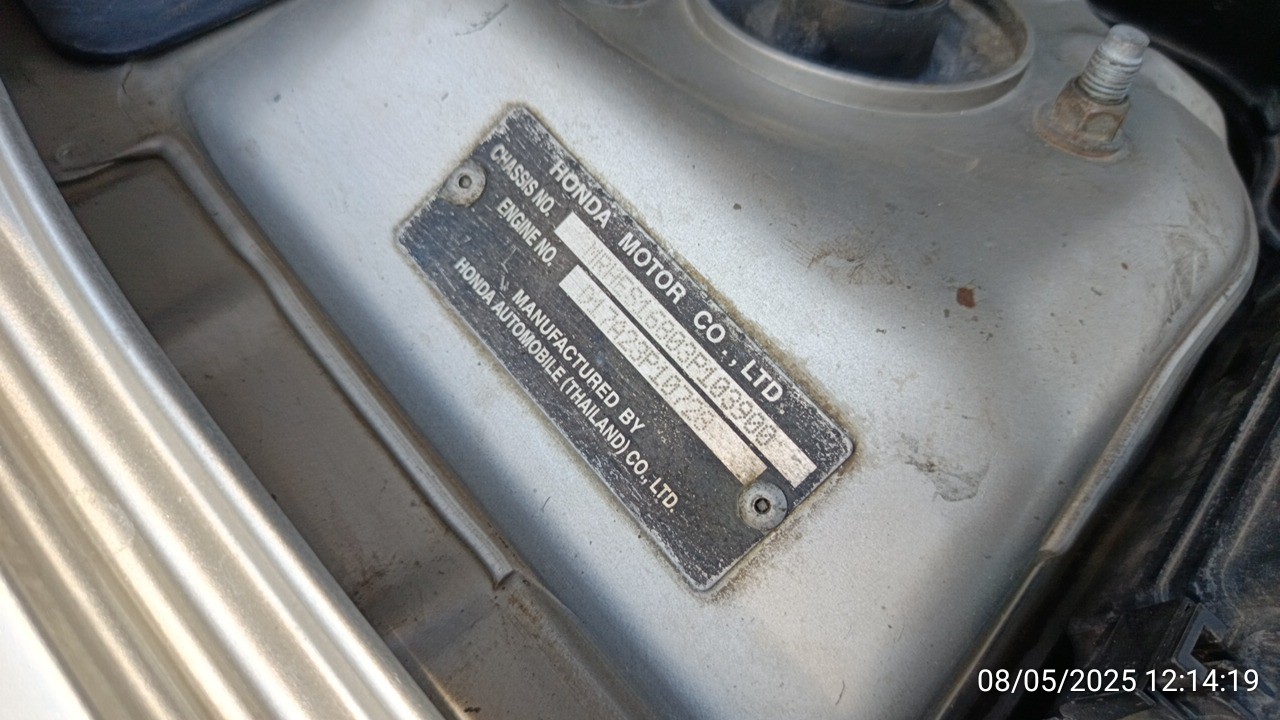 HONDA MOTOR CO., LTD.
CHASSIS NO. MRHES16803P103900
ENGINE NO.
MANUFACTURED BY
HONDA AUTOMOBILE (THAILAND) CO., LTD.
08/05/2025 12:14:19